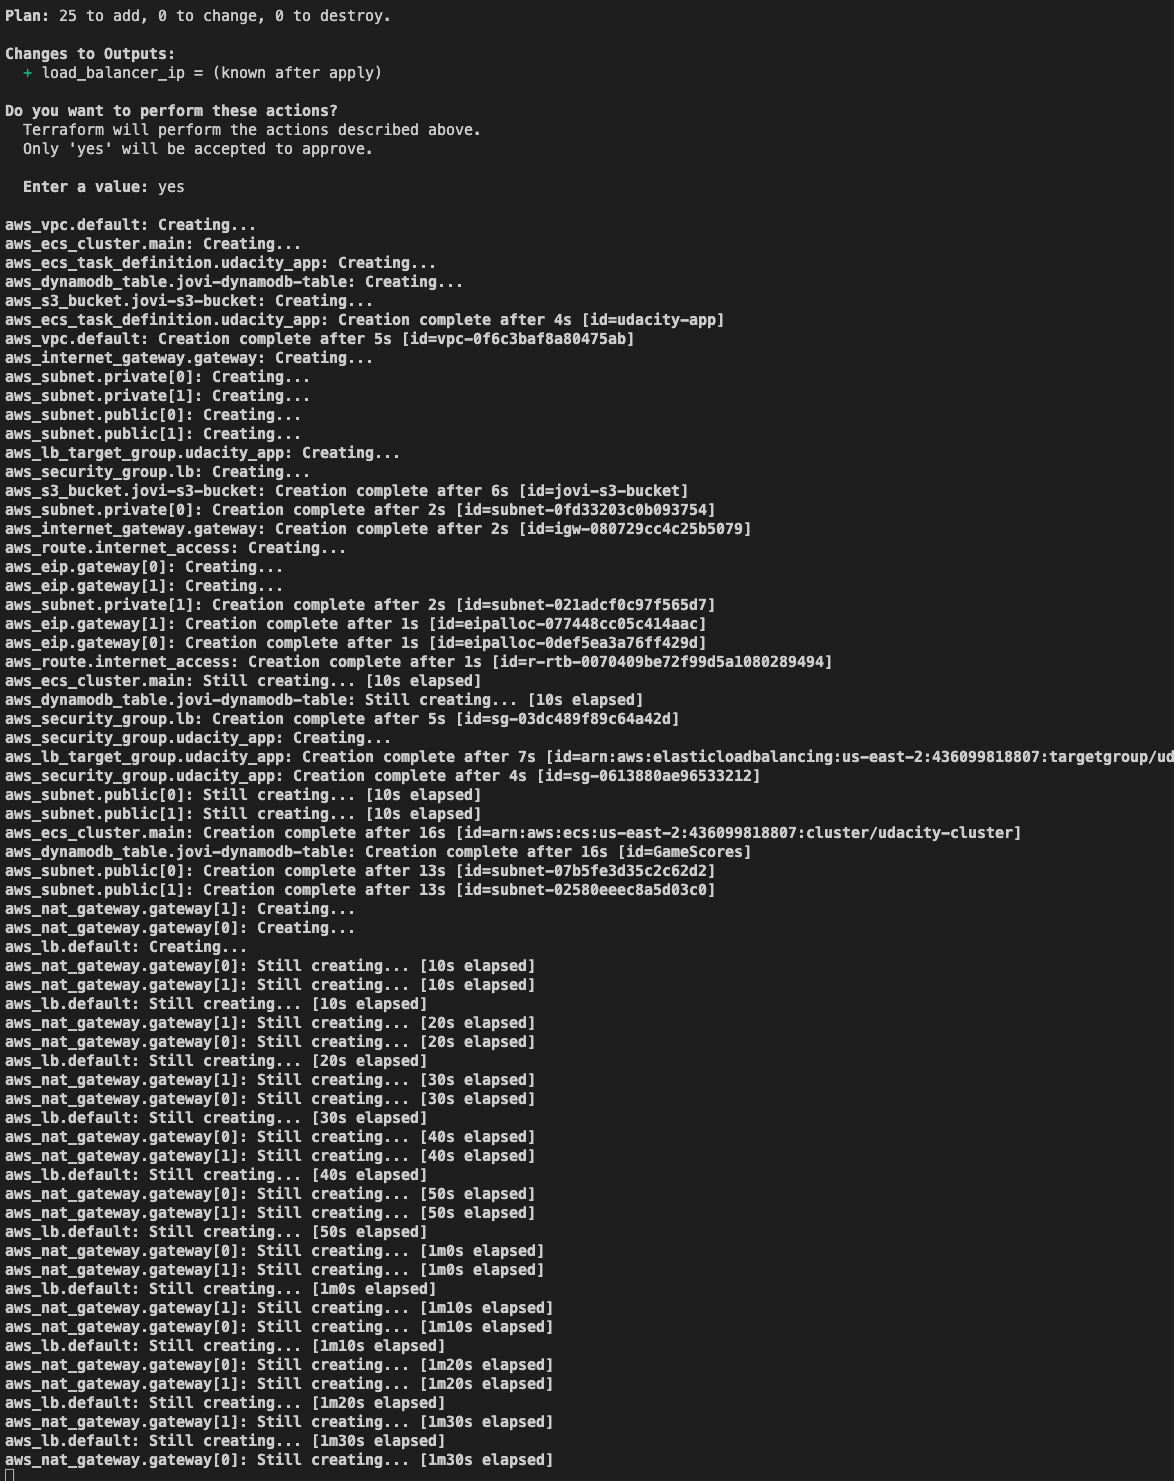 Plan: 25 to add, 0 to change, 0 to destroy.
Changes to Outputs:
+ load_balancer_ip = (known after apply)
Do you want to perform these actions?
Terraform will perform the actions described above.
Only 'yes' will be accepted to approve.
Enter a value: yes
aws_vpc.default: Creating...
aws_ecs_cluster.main: Creating...
aws_ecs_task_definition.udacity_app: Creating...
aws_dynamodb_table.jovi-dynamodb-table: Creating...
aws_s3_bucket.jovi-s3-bucket: Creating...
aws_ecs_task_definition.udacity_app: Creation complete after 4s [id=udacity-app]
aws_vpc.default: Creation complete after 5s [id=vpc-0f6c3baf8a80475ab]
aws_internet_gateway.gateway: Creating...
aws_subnet.private[0]: Creating...
aws_subnet.private[1]: Creating...
aws_subnet.public[0]: Creating...
aws_subnet.public[1]: Creating...
aws_lb_target_group.udacity_app: Creating...
aws_security_group.lb: Creating...
aws_s3_bucket.jovi-s3-bucket: Creation complete after 6s [id=jovi-s3-bucket]
aws_subnet.private[0]: Creation complete after 2s [id=subnet-0fd33203c0b093754]
aws_internet_gateway.gateway: Creation complete after 2s [id=igw-080729cc4c25b5079]
aws_route.internet_access: Creating...
aws_eip.gateway[0]: Creating...
aws_eip.gateway[1]: Creating...
aws_subnet.private[1]: Creation complete after 2s [id=subnet-021adcf0c97f565d7]
aws_eip.gateway[1]: Creation complete after 1s [id=eipalloc-077448cc05c414aac]
aws_eip.gateway[0]: Creation complete after 1s [id=eipalloc-0def5ea3a76ff429d]
aws_route.internet_access: Creation complete after 1s [id=r-rtb-0070409be72f99d5a1080289494]
aws_ecs_cluster.main: Still creating... [10s elapsed]
aws_dynamodb_table.jovi-dynamodb-table: Still creating... [10s elapsed]
aws_security_group.lb: Creation complete after 5s [id=sg-03dc489f89c64a42d]
aws_security_group.udacity_app: Creating...
aws_lb_target_group.udacity_app: Creation complete after 7s [id=arn:aws:elasticloadbalancing:us-east-2:436099818807:targetgroup/ud
aws_security_group.udacity_app: Creation complete after 4s [id=sg-0613880ae96533212]
aws_subnet.public[0]: Still creating... [10s elapsed]
aws_subnet.public[1]: Still creating... [10s elapsed]
aws_ecs_cluster.main: Creation complete after 16s [id=arn:aws:ecs:us-east-2:436099818807:cluster/udacity-cluster]
aws_dynamodb_table.jovi-dynamodb-table: Creation complete after 16s [id=GameScores]
aws_subnet.public[0]: Creation complete after 13s [id=subnet-07b5fe3d35c2c62d2]
aws_subnet.public[1]: Creation complete after 13s [id=subnet-02580eeec8a5d03c0]
aws_nat_gateway.gateway[1]: Creating...
aws_nat_gateway.gateway[0]: Creating...
aws_lb.default: Creating...
aws_nat_gateway.gateway[0]: Still creating... [10s elapsed]
aws_nat_gateway.gateway[1]: Still creating... [10s elapsed]
aws_lb.default: Still creating... [10s elapsed]
aws_nat_gateway.gateway[1]: Still creating... [20s elapsed]
aws_nat_gateway.gateway[0]: Still creating... [20s elapsed]
aws_lb.default: Still creating... [20s elapsed]
aws_nat_gateway.gateway[1]: Still creating... [30s elapsed]
aws_nat_gateway.gateway[0]: Still creating... [30s elapsed]
aws_lb.default: Still creating... [30s elapsed]
aws_nat_gateway.gateway[0]: Still creating... [40s elapsed]
aws_nat_gateway.gateway[1]: Still creating... [40s elapsed]
aws_lb.default: Still creating... [40s elapsed]
aws_nat_gateway.gateway[0]: Still creating... [50s elapsed]
aws_nat_gateway.gateway[1]: Still creating... [50s elapsed]
aws_lb.default: Still creating... [50s elapsed]
aws_nat_gateway.gateway[0]: Still creating... [1m0s elapsed]
aws_nat_gateway.gateway[1]: Still creating... [1m0s elapsed]
aws_lb.default: Still creating... [1m0s elapsed]
aws_nat_gateway.gateway[1]: Still creating... [1m10s elapsed]
aws_nat_gateway.gateway[0]: Still creating... [1m10s elapsed]
aws_lb.default: Still creating... [1m10s elapsed]
aws_nat_gateway.gateway[0]: Still creating... [1m20s elapsed]
aws_nat_gateway.gateway[1]: Still creating... [1m20s elapsed]
aws_lb.default: Still creating... [1m20s elapsed]
aws_nat_gateway.gateway[1]: Still creating... [1m30s elapsed]
aws_lb.default: Still creating... [1m30s elapsed]
aws_nat_gateway.gateway[0]: Still creating... [1m30s elapsed]